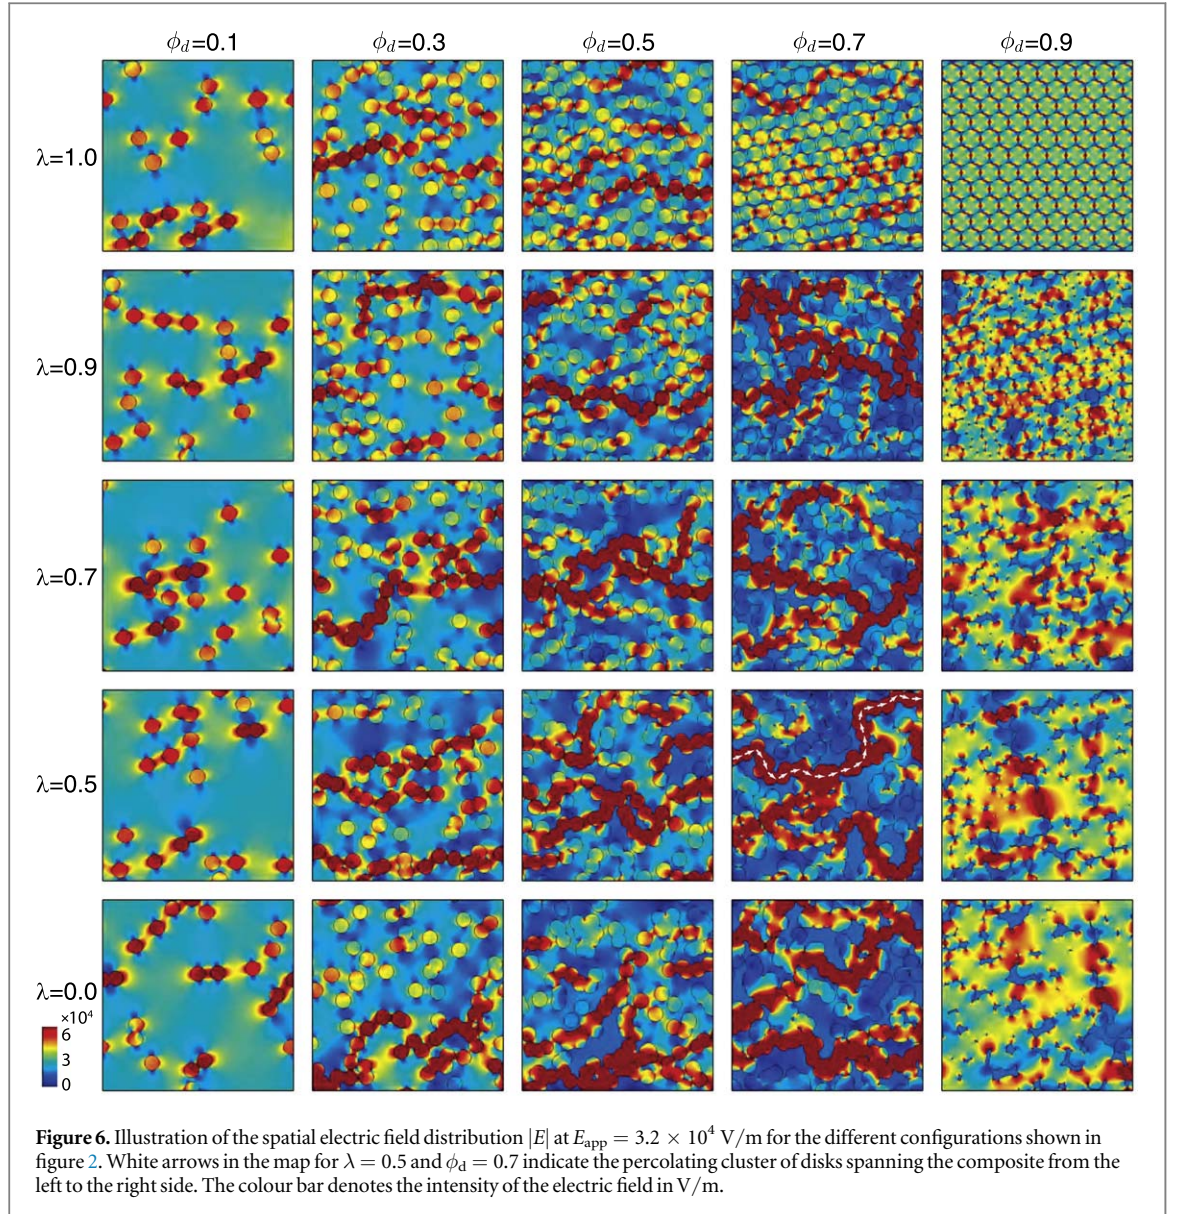 ϕd=0.1 ϕd=0.3 ϕd=0.5 ϕd=0.7 ϕd=0.9
λ=1.0
λ=0.9
λ=0.7
λ=0.5
λ=0.0
×10⁴
6
3
0
Figure 6. Illustration of the spatial electric field distribution |E| at Eapp = 3.2 × 10⁴ V/m for the different configurations shown in
figure 2. White arrows in the map for λ = 0.5 and ϕd = 0.7 indicate the percolating cluster of disks spanning the composite from the
left to the right side. The colour bar denotes the intensity of the electric field in V/m.